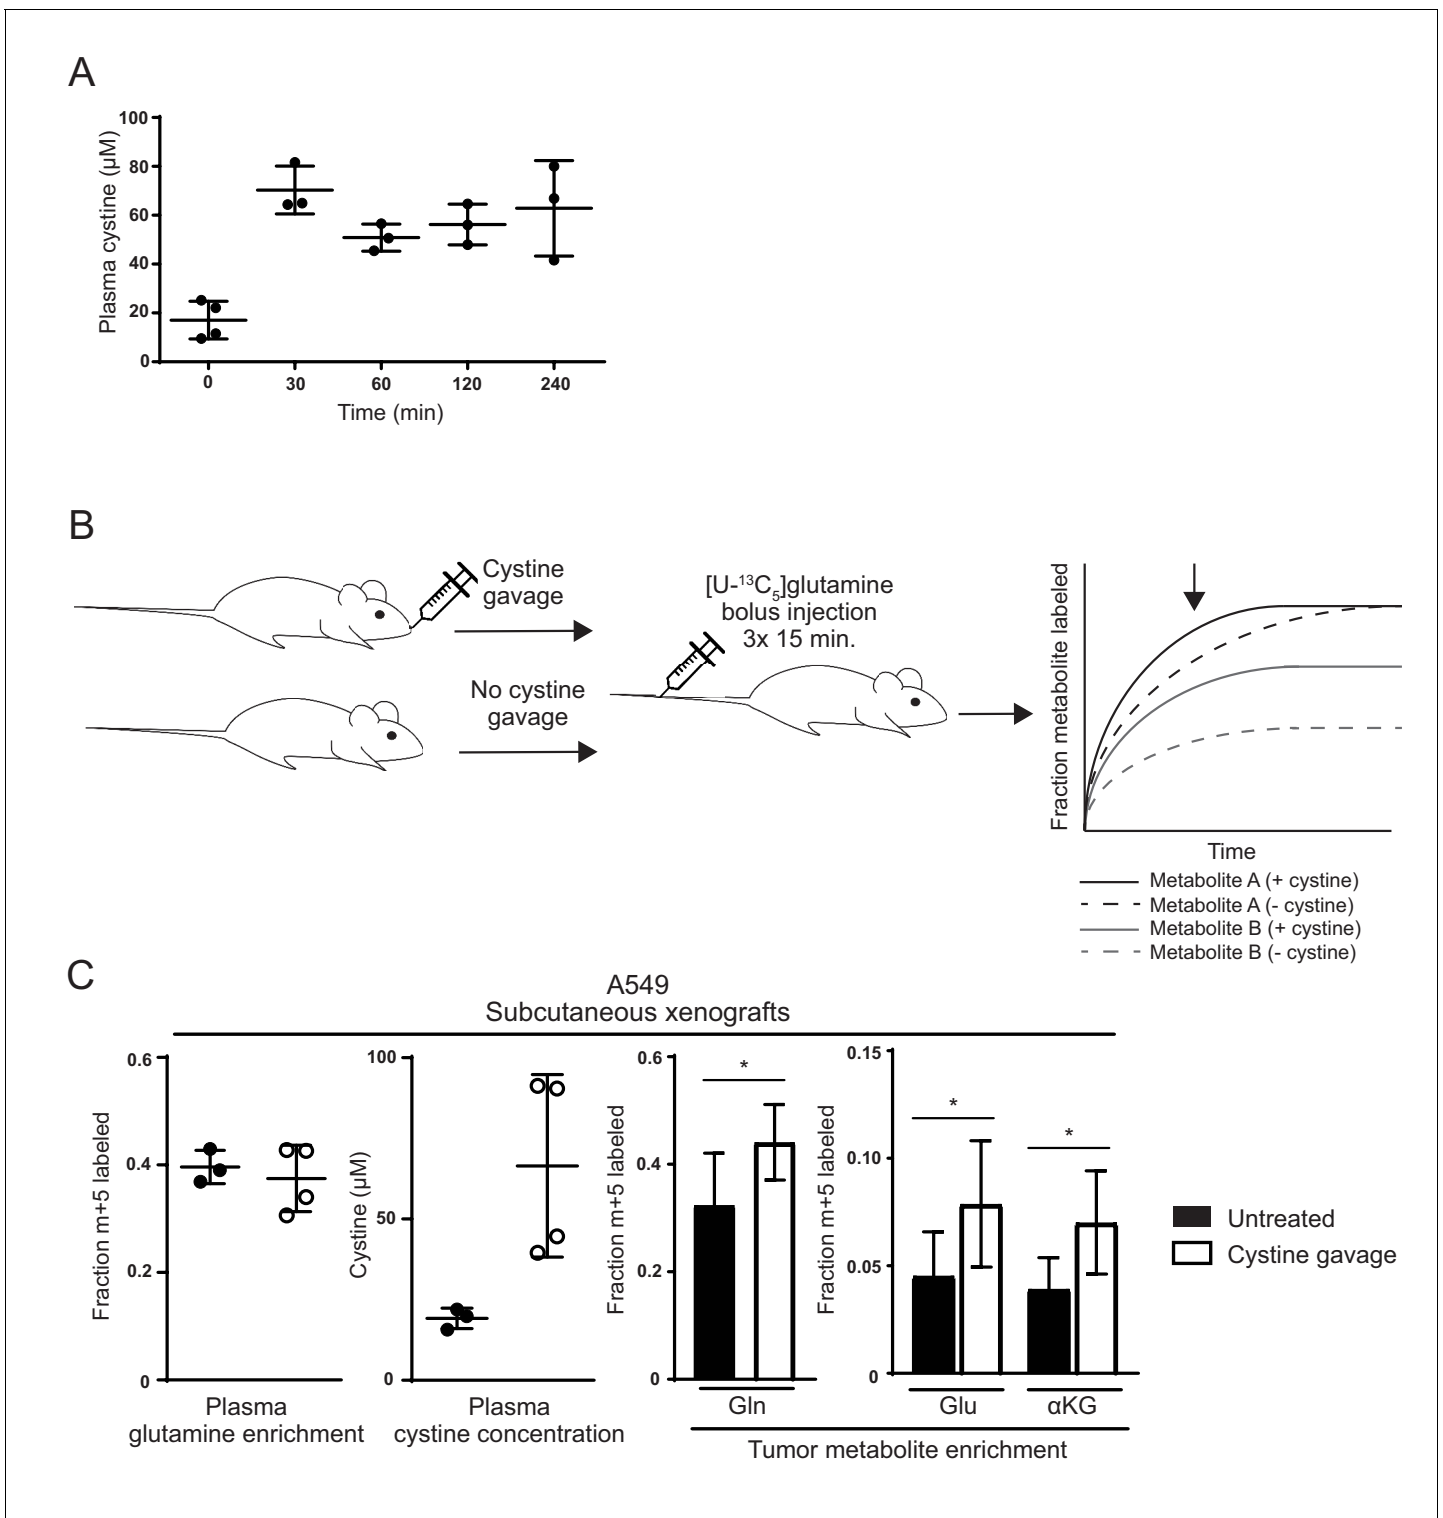 A
Plasma cystine (μM)
100
80
60
40
20
0
0 30 60 120 240
Time (min)
B
Cystine
gavage
No cystine
gavage
[U-¹³C₅]glutamine
bolus injection
3x 15 min.
Fraction metabolite labeled
Time
Metabolite A (+ cystine)
Metabolite A (- cystine)
Metabolite B (+ cystine)
Metabolite B (- cystine)
C
A549
Subcutaneous xenografts
Fraction m+5 labeled
0.6
0.4
0.2
0
Plasma
glutamine enrichment
Cystine (μM)
100
50
0
Plasma
cystine concentration
Fraction m+5 labeled
0.6
0.4
0.2
0
*
Gln
Fraction m+5 labeled
0.15
0.10
0.05
0
*
*
Glu
αKG
Tumor metabolite enrichment
Untreated
Cystine gavage